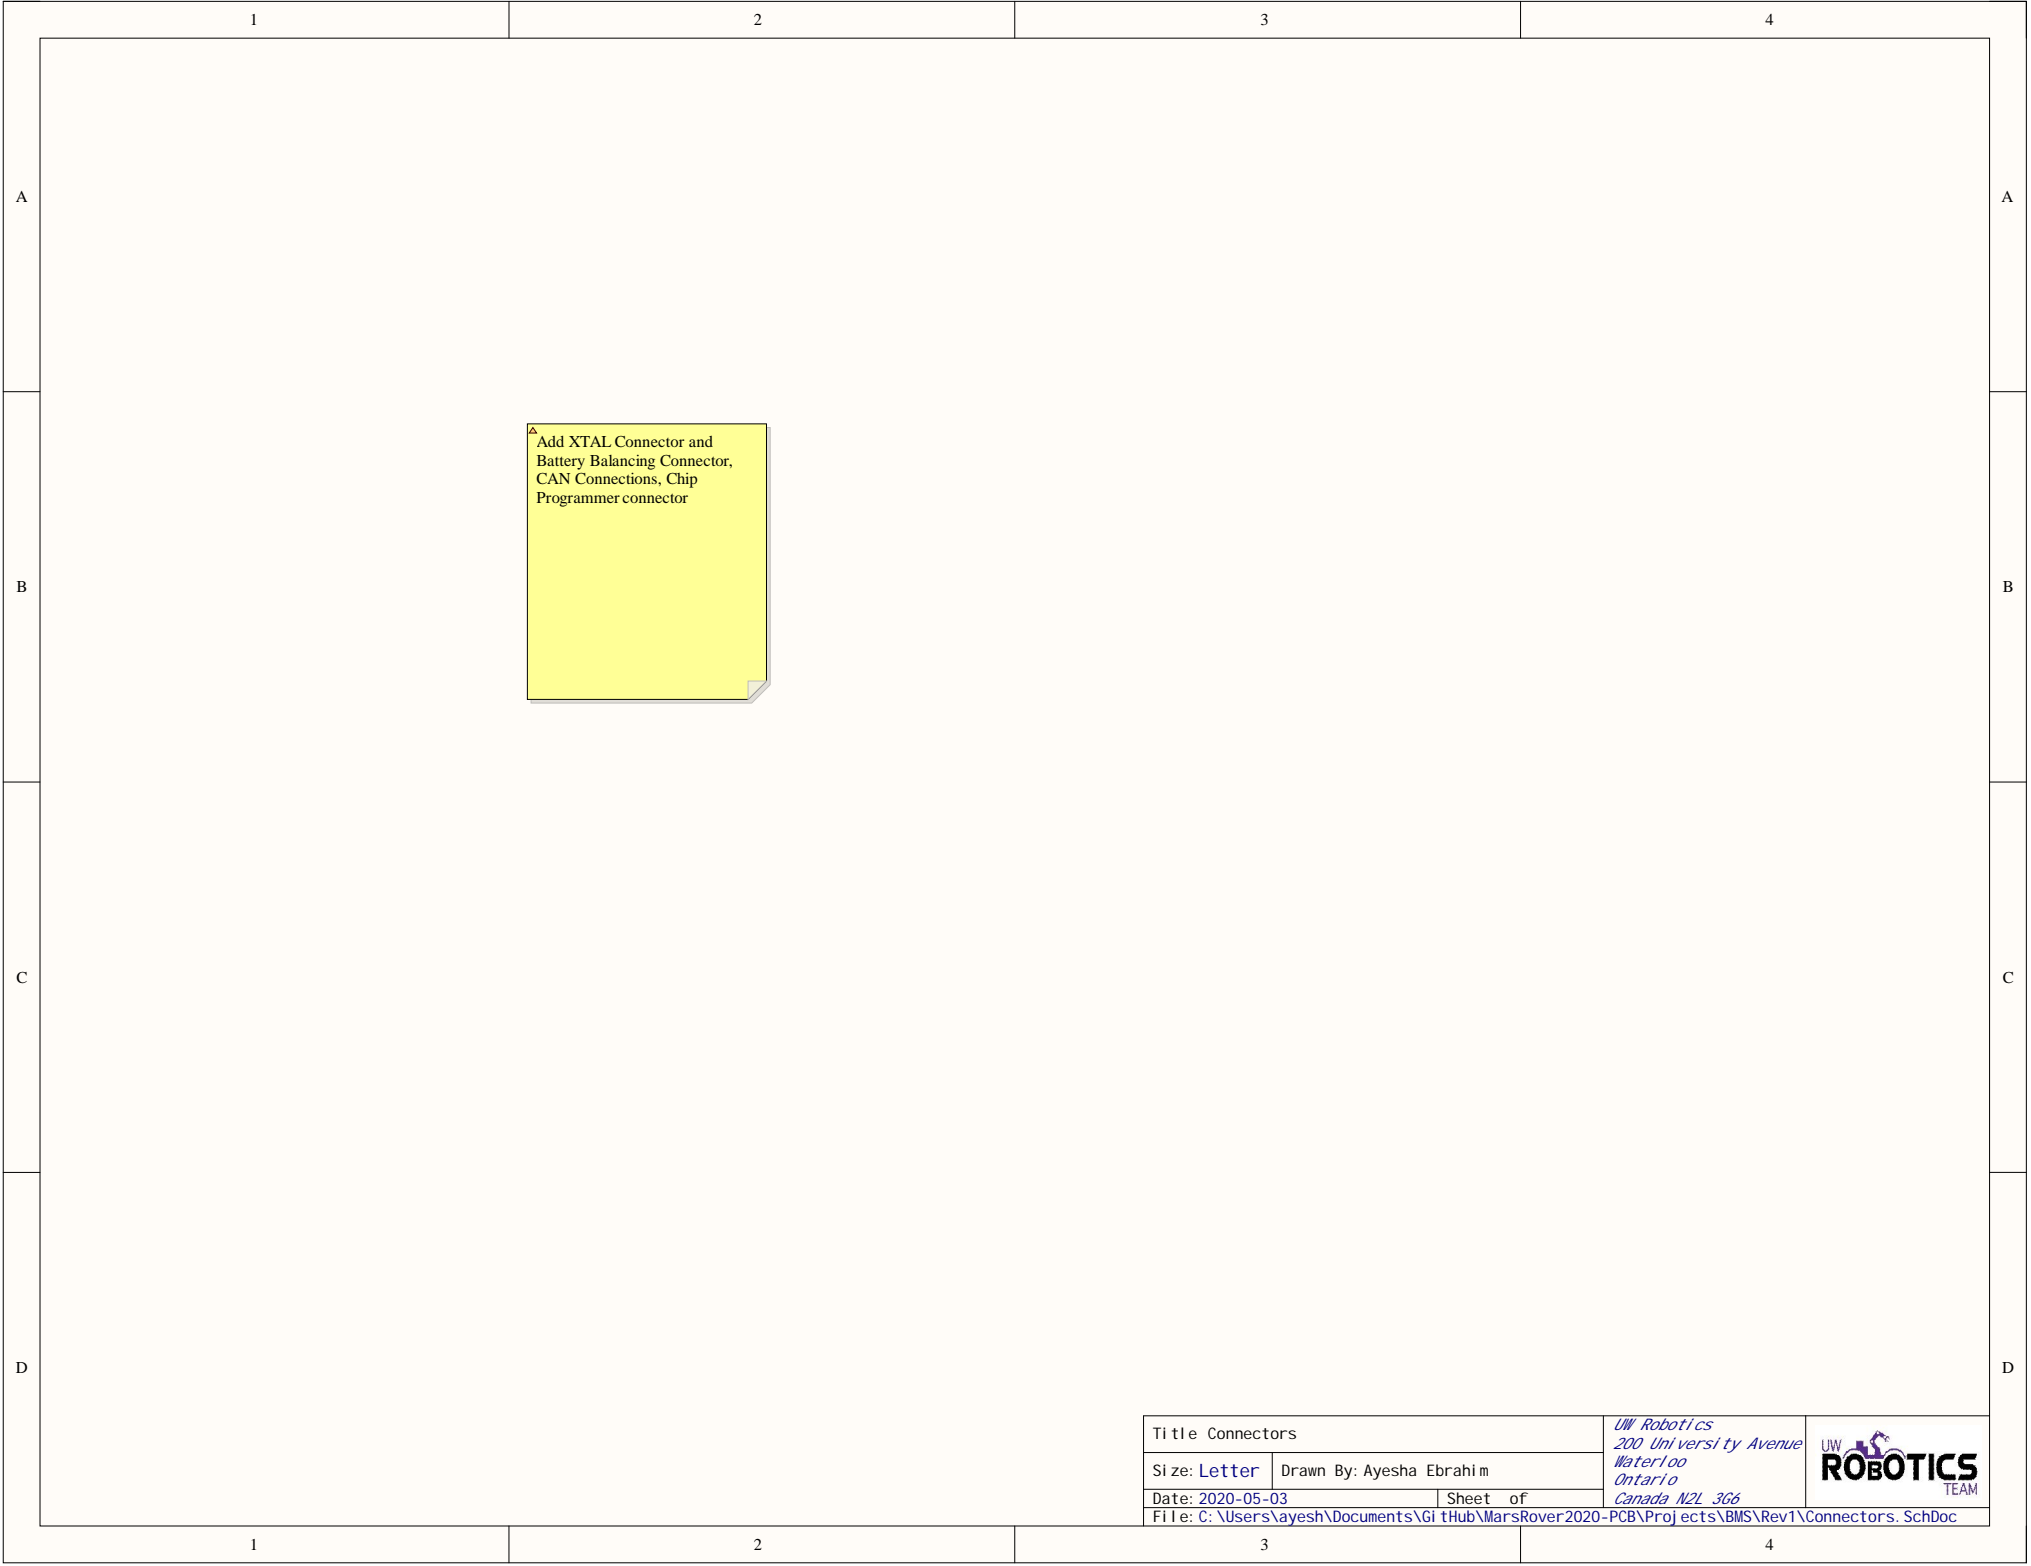 1 2 3 4
A A
Add XTAL Connector and
Battery Balancing Connector,
CAN Connections, Chip
Programmer connector
B B
C C
D D
Title Connectors
Size: Letter Drawn By: Ayesha Ebrahim
Date: 2020-05-03 Sheet of
File: C:\Users\ayesh\Documents\GitHub\MarsRover2020-PCB\Projects\BMS\Rev1\Connectors.SchDoc
UW Robotics
200 University Avenue
Waterloo
Ontario
Canada N2L 3G6
UW
ROBOTICS
TEAM
1 2 3 4